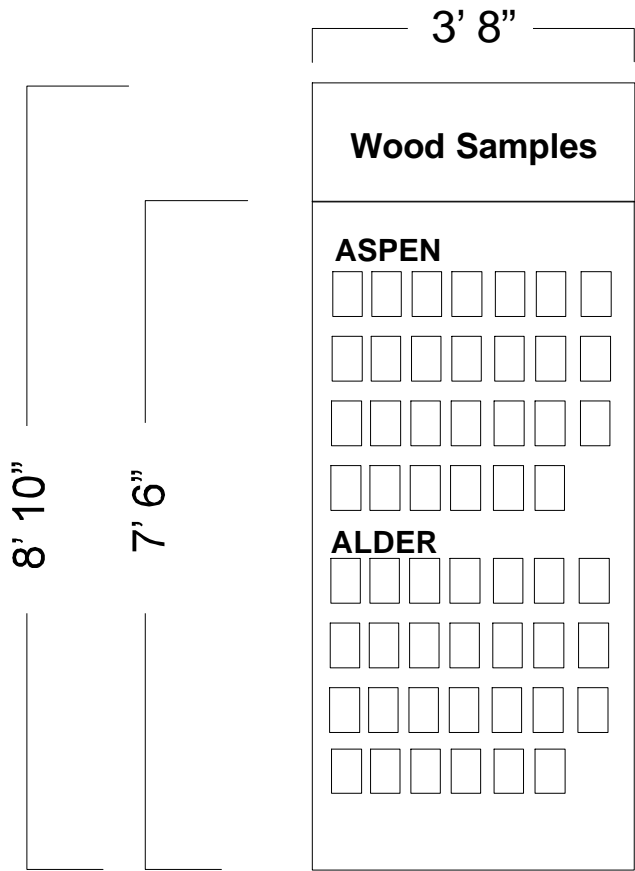 3’ 8”
Wood Samples
ASPEN
ALDER
8’ 10”
7’ 6”